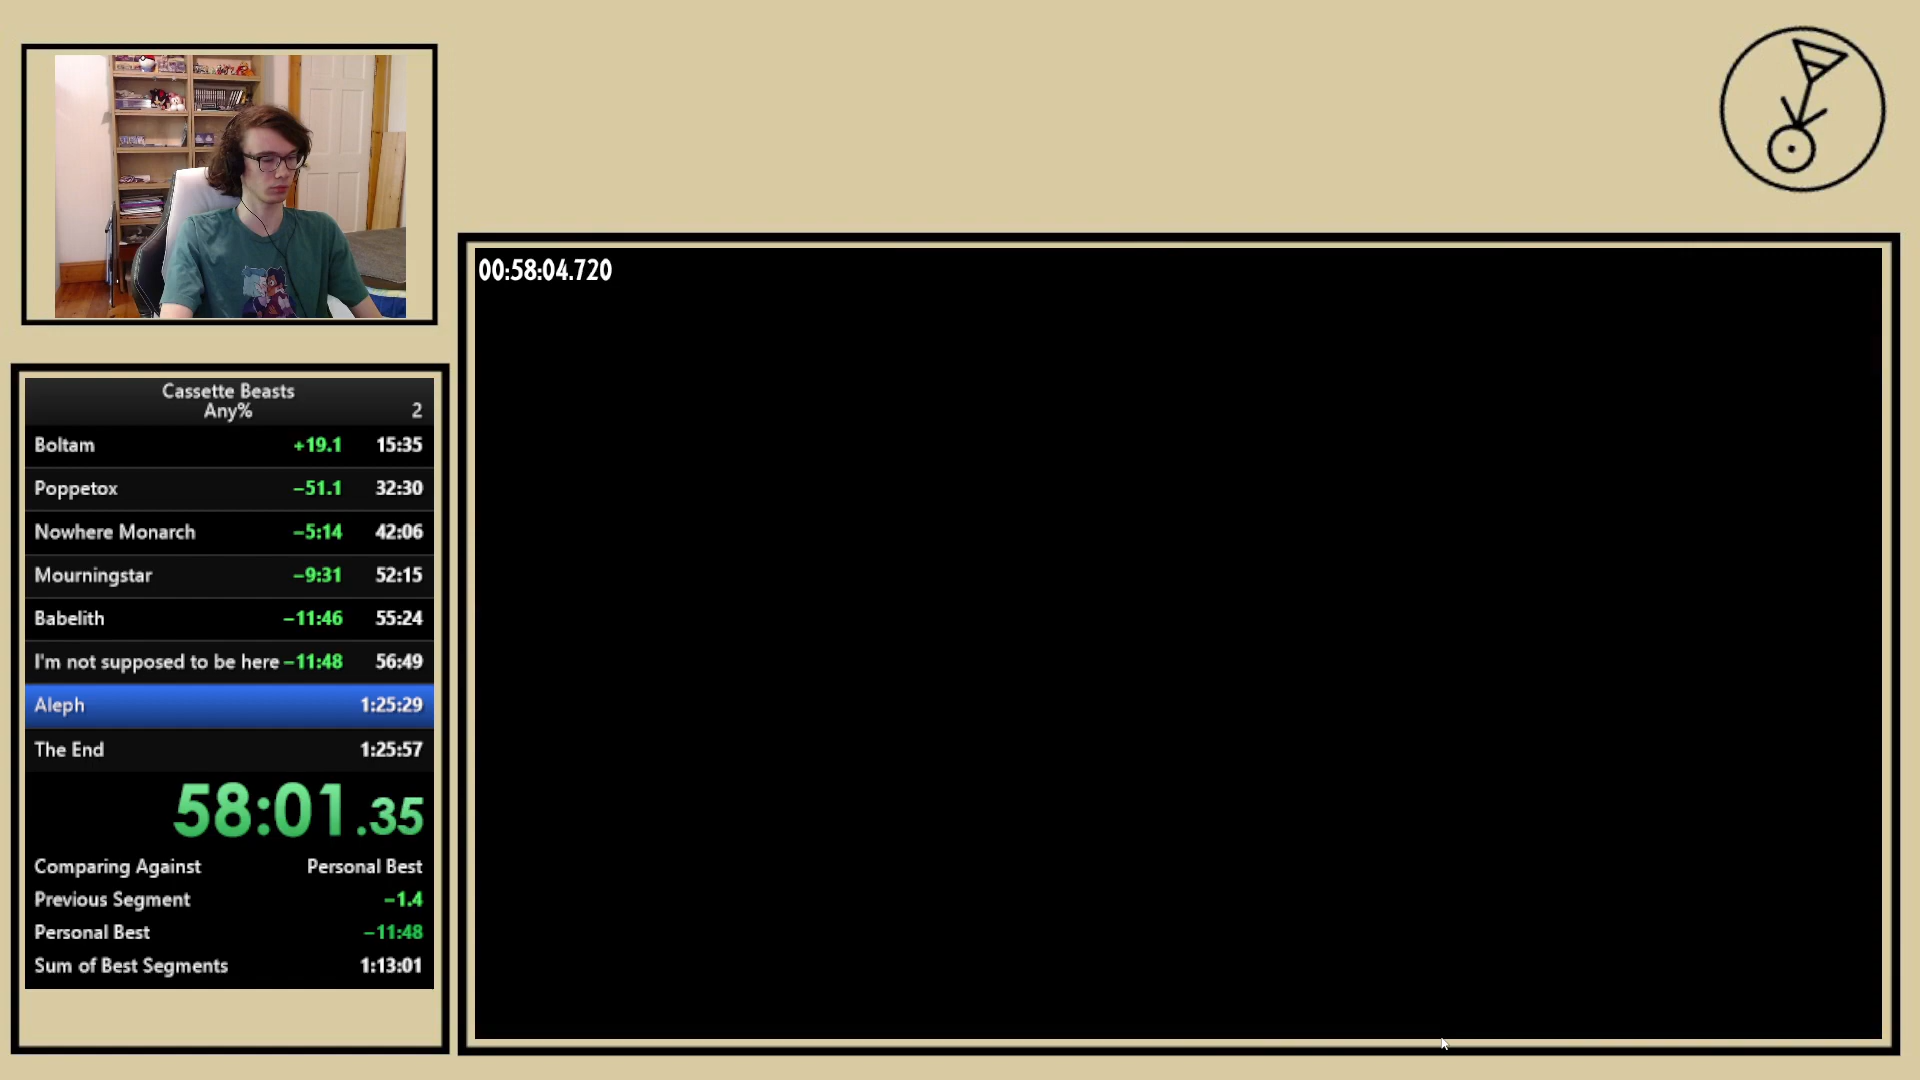 00:58:04.720
Cassette Beasts
Any% 2
Boltam +19.1 15:35
Poppetox −51.1 32:30
Nowhere Monarch −5:14 42:06
Mourningstar −9:31 52:15
Babelith −11:46 55:24
I'm not supposed to be here −11:48 56:49
Aleph 1:25:29
The End 1:25:57
58:01.35
Comparing Against Personal Best
Previous Segment −1.4
Personal Best −11:48
Sum of Best Segments 1:13:01